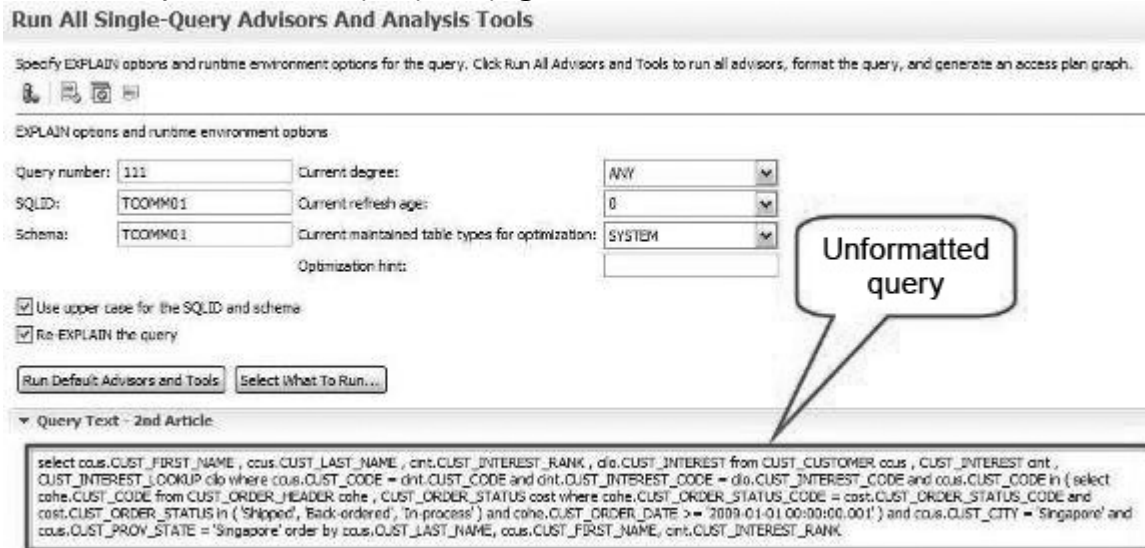 Run All Single-Query Advisors And Analysis Tools
Specify EXPLAIN options and runtime environment options for the query. Click Run All Advisors and Tools to run all advisors, format the query, and generate an access plan graph.
EXPLAIN options and runtime environment options
Query number: 111 Current degree: ANY
SQLID: TCOMM01 Current refresh age: 0
Schema: TCOMM01 Current maintained table types for optimization: SYSTEM
Optimization hint:
Unformatted
query
Use upper case for the SQLID and schema
Re-EXPLAIN the query
Run Default Advisors and Tools Select What To Run...
Query Text - 2nd Article
select ccus.CUST_FIRST_NAME , ccus.CUST_LAST_NAME , cint.CUST_INTEREST_RANK , clo.CUST_INTEREST from CUST_CUSTOMER ccus , CUST_INTEREST cint ,
CUST_INTEREST_LOOKUP clo where ccus.CUST_CODE = cint.CUST_CODE and cint.CUST_INTEREST_CODE = clo.CUST_INTEREST_CODE and ccus.CUST_CODE in ( select
cohe.CUST_CODE from CUST_ORDER_HEADER cohe , CUST_ORDER_STATUS cost where cohe.CUST_ORDER_STATUS_CODE = cost.CUST_ORDER_STATUS_CODE and
cost.CUST_ORDER_STATUS in ( 'Shipped', 'Back-ordered', 'In-process' ) and cohe.CUST_ORDER_DATE >= '2009-01-01 00:00:00.001' ) and ccus.CUST_CITY = 'Singapore' and
ccus.CUST_PROV_STATE = 'Singapore' order by ccus.CUST_LAST_NAME, ccus.CUST_FIRST_NAME, cint.CUST_INTEREST_RANK